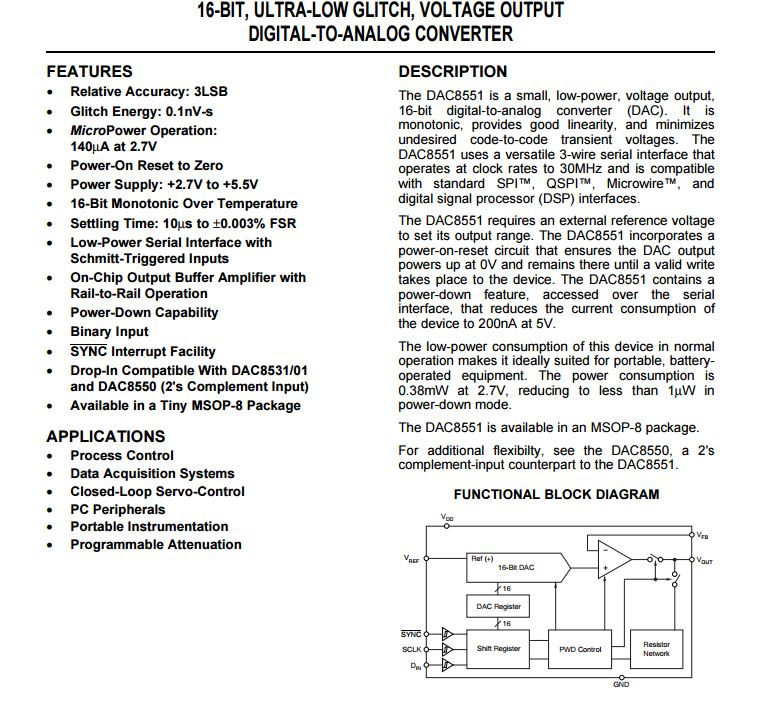 16-BIT, ULTRA-LOW GLITCH, VOLTAGE OUTPUT
DIGITAL-TO-ANALOG CONVERTER
FEATURES
• Relative Accuracy: 3LSB
• Glitch Energy: 0.1nV-s
• MicroPower Operation:
140µA at 2.7V
• Power-On Reset to Zero
• Power Supply: +2.7V to +5.5V
• 16-Bit Monotonic Over Temperature
• Settling Time: 10µs to ±0.003% FSR
• Low-Power Serial Interface with
Schmitt-Triggered Inputs
• On-Chip Output Buffer Amplifier with
Rail-to-Rail Operation
• Power-Down Capability
• Binary Input
• SYNC Interrupt Facility
• Drop-In Compatible With DAC8531/01
and DAC8550 (2's Complement Input)
• Available in a Tiny MSOP-8 Package
APPLICATIONS
• Process Control
• Data Acquisition Systems
• Closed-Loop Servo-Control
• PC Peripherals
• Portable Instrumentation
• Programmable Attenuation
DESCRIPTION
The DAC8551 is a small, low-power, voltage output,
16-bit digital-to-analog converter (DAC). It is
monotonic, provides good linearity, and minimizes
undesired code-to-code transient voltages. The
DAC8551 uses a versatile 3-wire serial interface that
operates at clock rates to 30MHz and is compatible
with standard SPI™, QSPI™, Microwire™, and
digital signal processor (DSP) interfaces.
The DAC8551 requires an external reference voltage
to set its output range. The DAC8551 incorporates a
power-on-reset circuit that ensures the DAC output
powers up at 0V and remains there until a valid write
takes place to the device. The DAC8551 contains a
power-down feature, accessed over the serial
interface, that reduces the current consumption of
the device to 200nA at 5V.
The low-power consumption of this device in normal
operation makes it ideally suited for portable, battery-
operated equipment. The power consumption is
0.38mW at 2.7V, reducing to less than 1µW in
power-down mode.
The DAC8551 is available in an MSOP-8 package.
For additional flexibilty, see the DAC8550, a 2's
complement-input counterpart to the DAC8551.
FUNCTIONAL BLOCK DIAGRAM
VDD
VFB
VREF
Ref (+)
16-Bit DAC
VOUT
16
DAC Register
16
SYNC
SCLK
DIN
Shift Register
PWD Control
Resistor
Network
GND